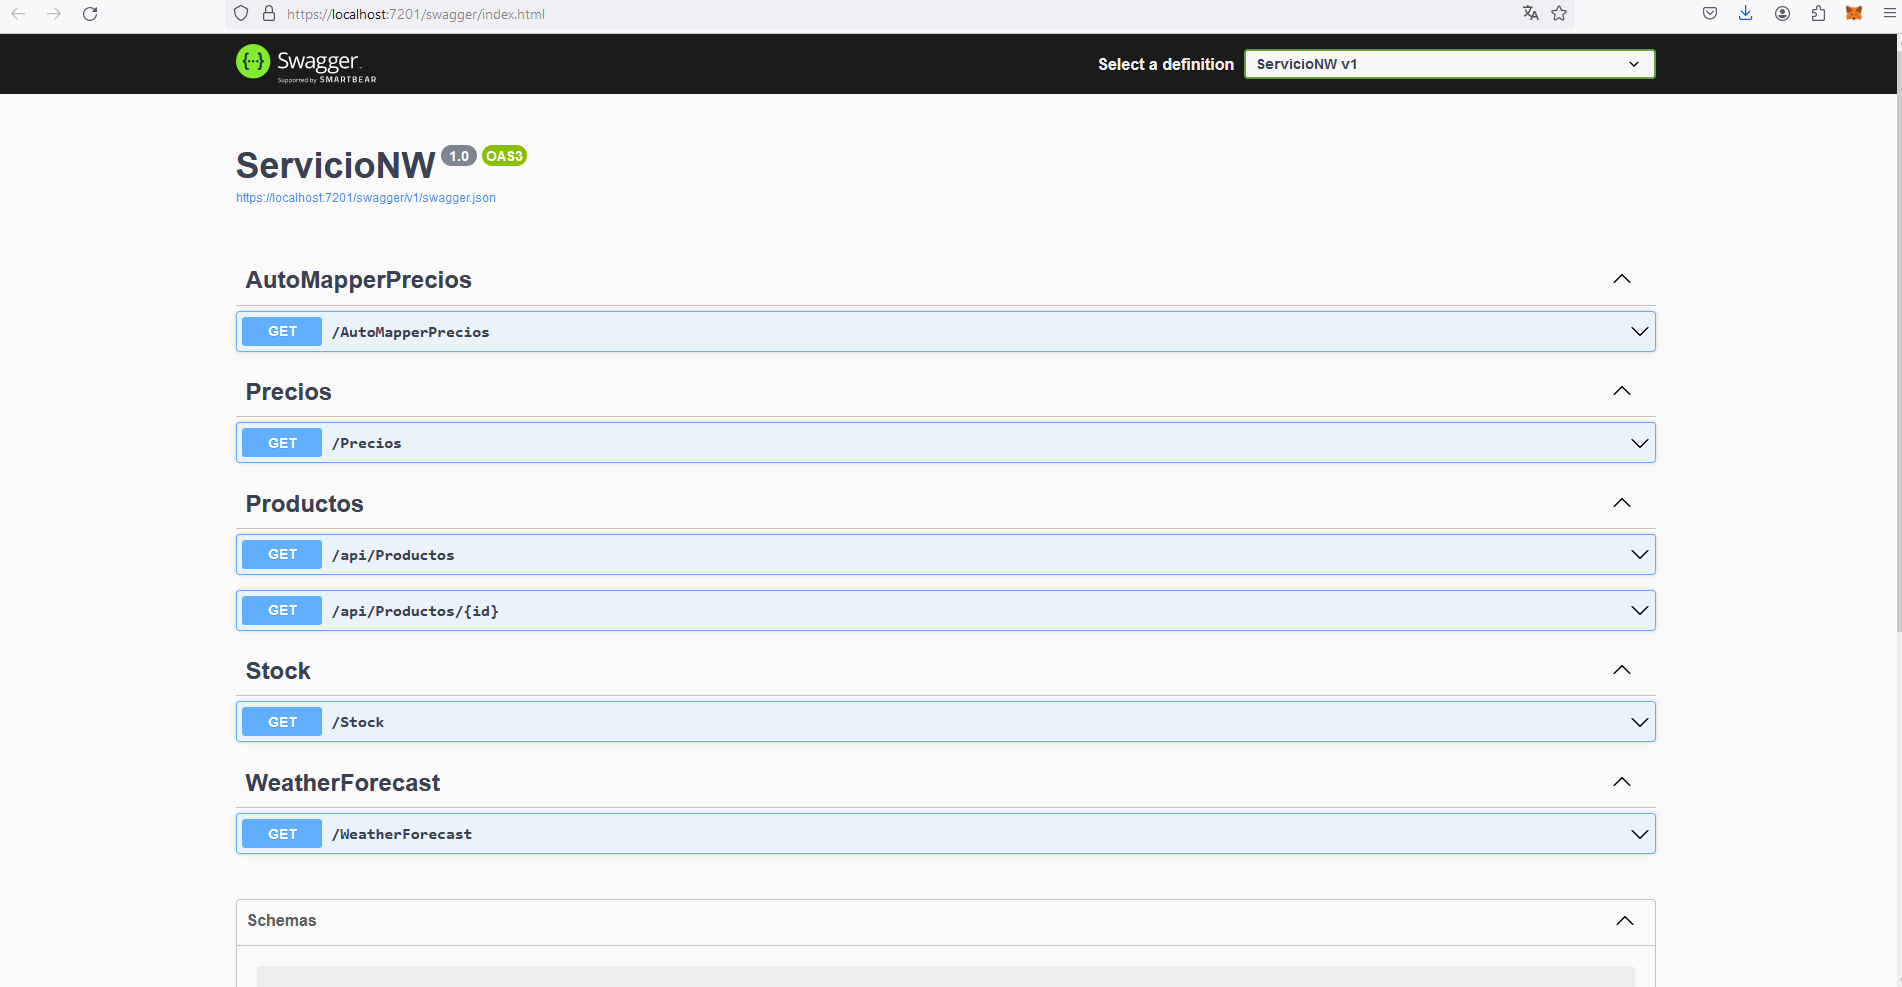 https://localhost:7201/swagger/index.html
{···} Swagger
Supported by SMARTBEAR
Select a definition
ServicioNW v1
ServicioNW 1.0 OAS3
https://localhost:7201/swagger/v1/swagger.json
AutoMapperPrecios
GET /AutoMapperPrecios
Precios
GET /Precios
Productos
GET /api/Productos
GET /api/Productos/{id}
Stock
GET /Stock
WeatherForecast
GET /WeatherForecast
Schemas